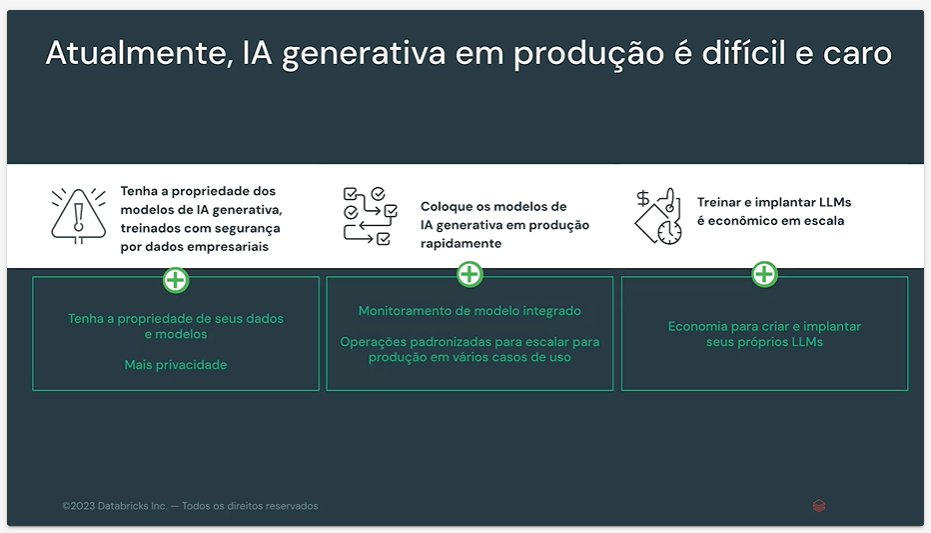 Atualmente, IA generativa em produção é difícil e caro
Tenha a propriedade dos
modelos de IA generativa,
treinados com segurança
por dados empresariais
Coloque os modelos de
IA generativa em produção
rapidamente
Treinar e implantar LLMs
é econômico em escala
Tenha a propriedade de seus dados
e modelos
Mais privacidade
Monitoramento de modelo integrado
Operações padronizadas para escalar para
produção em vários casos de uso
Economia para criar e implantar
seus próprios LLMs
©2023 Databricks Inc. — Todos os direitos reservados